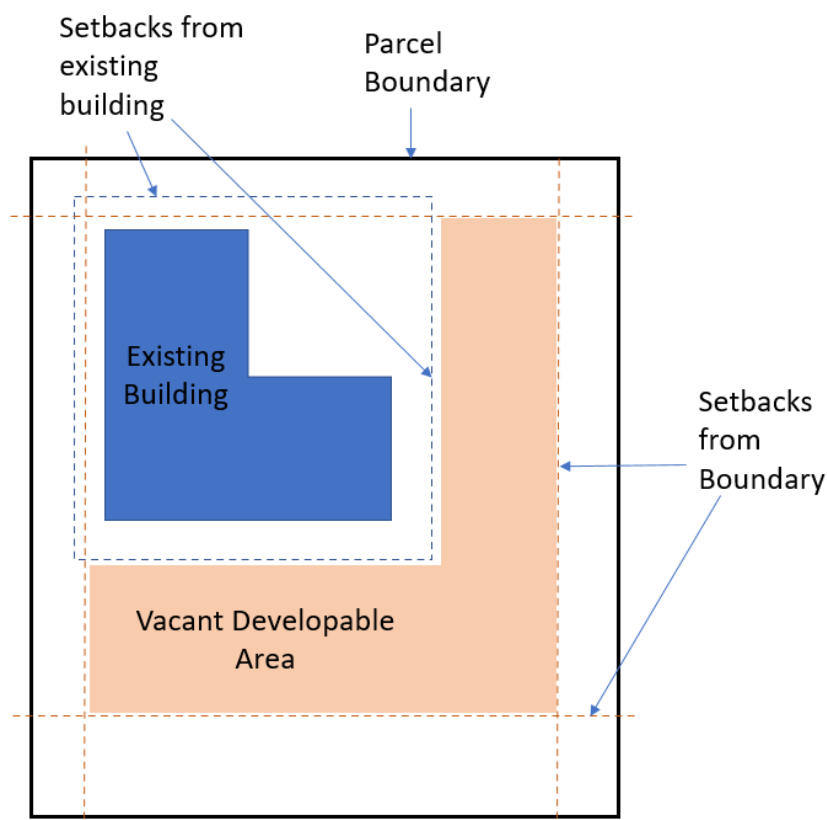 Setbacks from
existing
building
Parcel
Boundary
Existing
Building
Setbacks
from
Boundary
Vacant Developable
Area